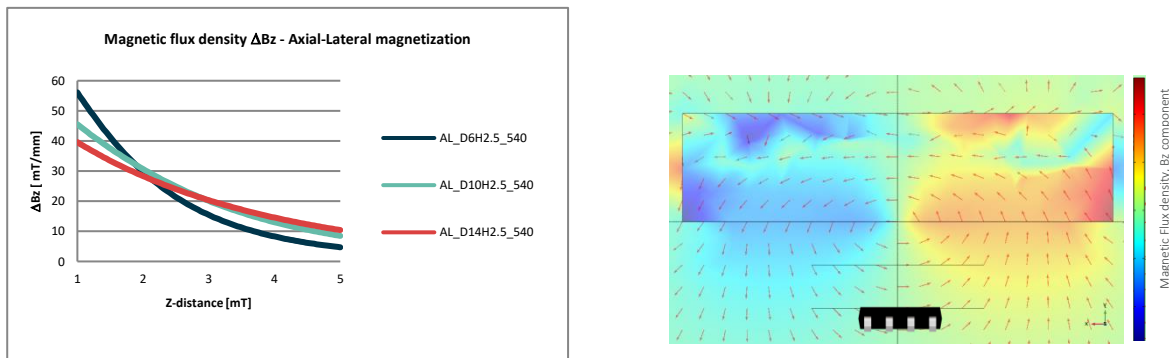 Magnetic flux density ΔBz - Axial-Lateral magnetization
60
50
40
30
20
10
0
ΔBz [ mT/mm]
1 2 3 4 5
Z-distance [mT]
AL_D6H2.5_540
AL_D10H2.5_540
AL_D14H2.5_540
Magnetic Flux density, Bz component